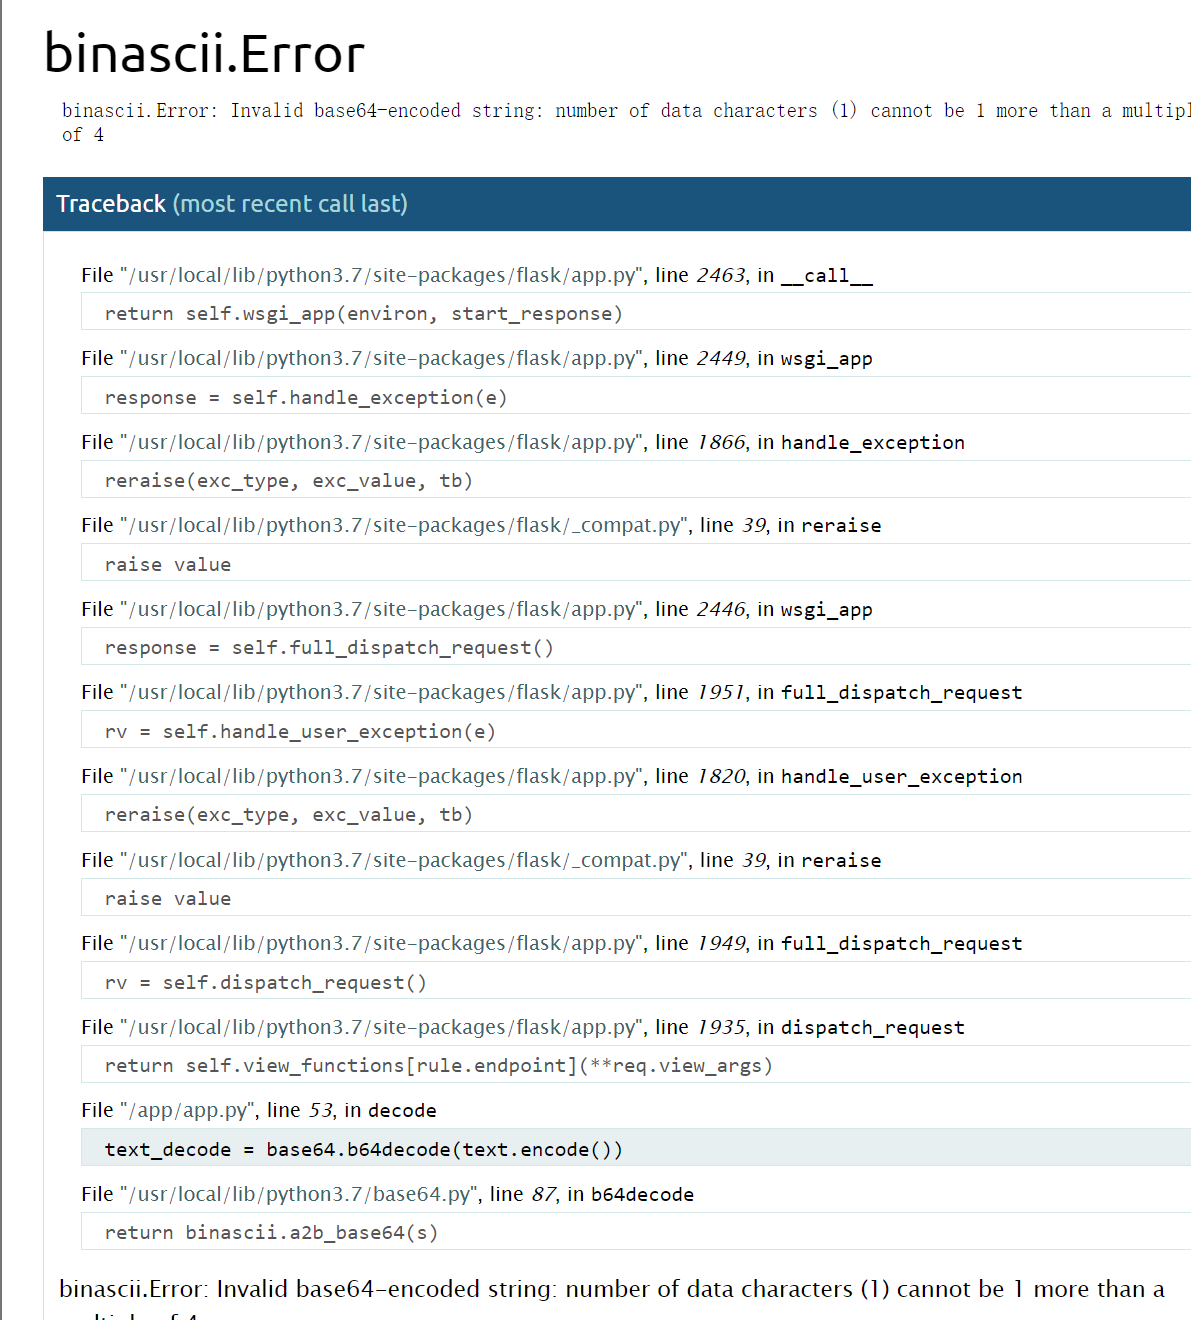 binascii.Error
binascii.Error: Invalid base64-encoded string: number of data characters (1) cannot be 1 more than a
of 4
Traceback (most recent call last)
File "/usr/local/lib/python3.7/site-packages/flask/app.py", line 2463, in __call__
return self.wsgi_app(environ, start_response)
File "/usr/local/lib/python3.7/site-packages/flask/app.py", line 2449, in wsgi_app
response = self.handle_exception(e)
File "/usr/local/lib/python3.7/site-packages/flask/app.py", line 1866, in handle_exception
reraise(exc_type, exc_value, tb)
File "/usr/local/lib/python3.7/site-packages/flask/_compat.py", line 39, in reraise
raise value
File "/usr/local/lib/python3.7/site-packages/flask/app.py", line 2446, in wsgi_app
response = self.full_dispatch_request()
File "/usr/local/lib/python3.7/site-packages/flask/app.py", line 1951, in full_dispatch_request
rv = self.handle_user_exception(e)
File "/usr/local/lib/python3.7/site-packages/flask/app.py", line 1820, in handle_user_exception
reraise(exc_type, exc_value, tb)
File "/usr/local/lib/python3.7/site-packages/flask/_compat.py", line 39, in reraise
raise value
File "/usr/local/lib/python3.7/site-packages/flask/app.py", line 1949, in full_dispatch_request
rv = self.dispatch_request()
File "/usr/local/lib/python3.7/site-packages/flask/app.py", line 1935, in dispatch_request
return self.view_functions[rule.endpoint](**req.view_args)
File "/app/app.py", line 53, in decode
text_decode = base64.b64decode(text.encode())
File "/usr/local/lib/python3.7/base64.py", line 87, in b64decode
return binascii.a2b_base64(s)
binascii.Error: Invalid base64-encoded string: number of data characters (1) cannot be 1 more than a